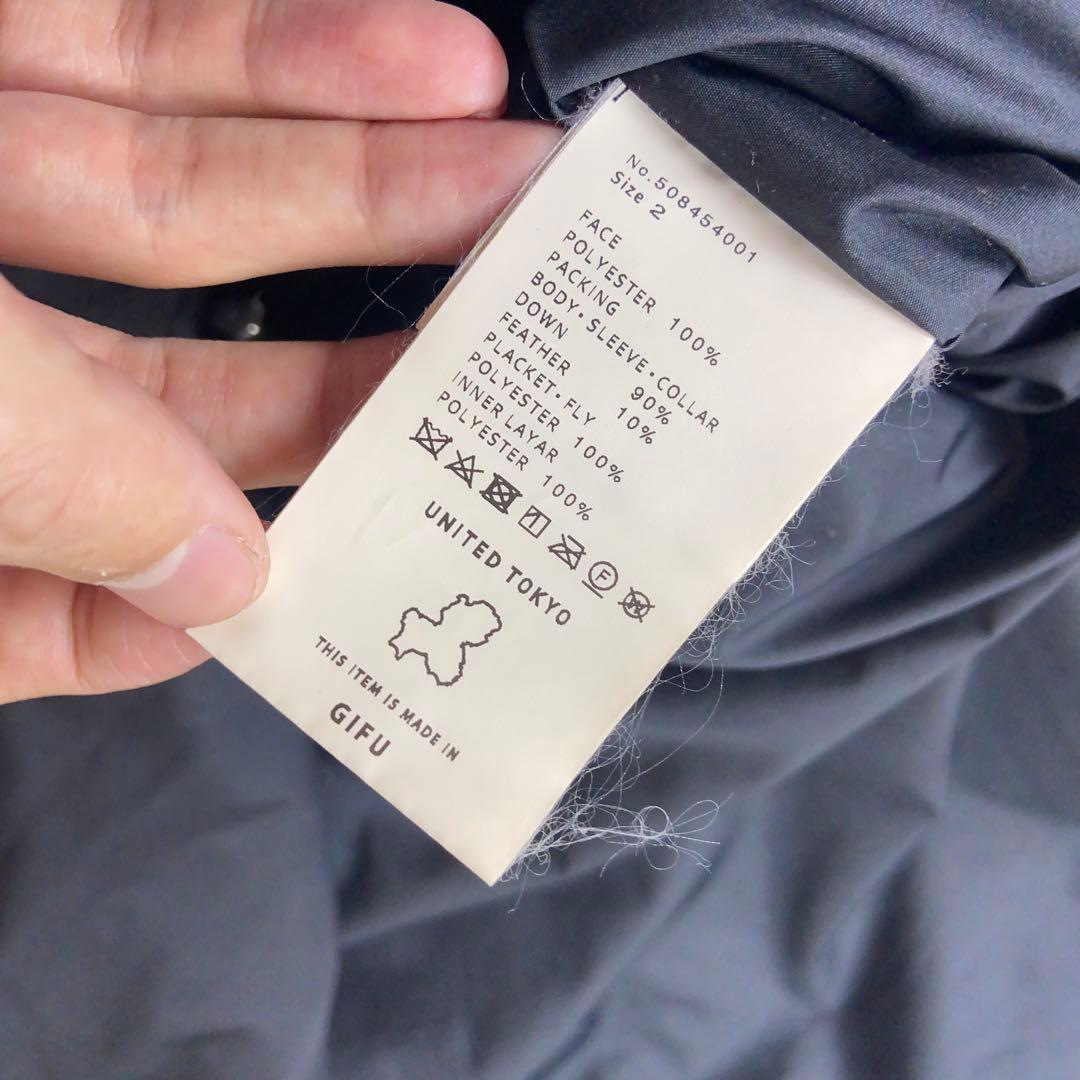 No.508454001
Size 2
FACE
POLYESTER 100%
PACKING
BODY・SLEEVE・COLLAR
DOWN 90%
FEATHER 10%
PLACKET・FLY
POLYESTER 100%
INNER LAYAR
POLYESTER 100%
F
W
UNITED TOKYO
THIS ITEM IS MADE IN
GIFU